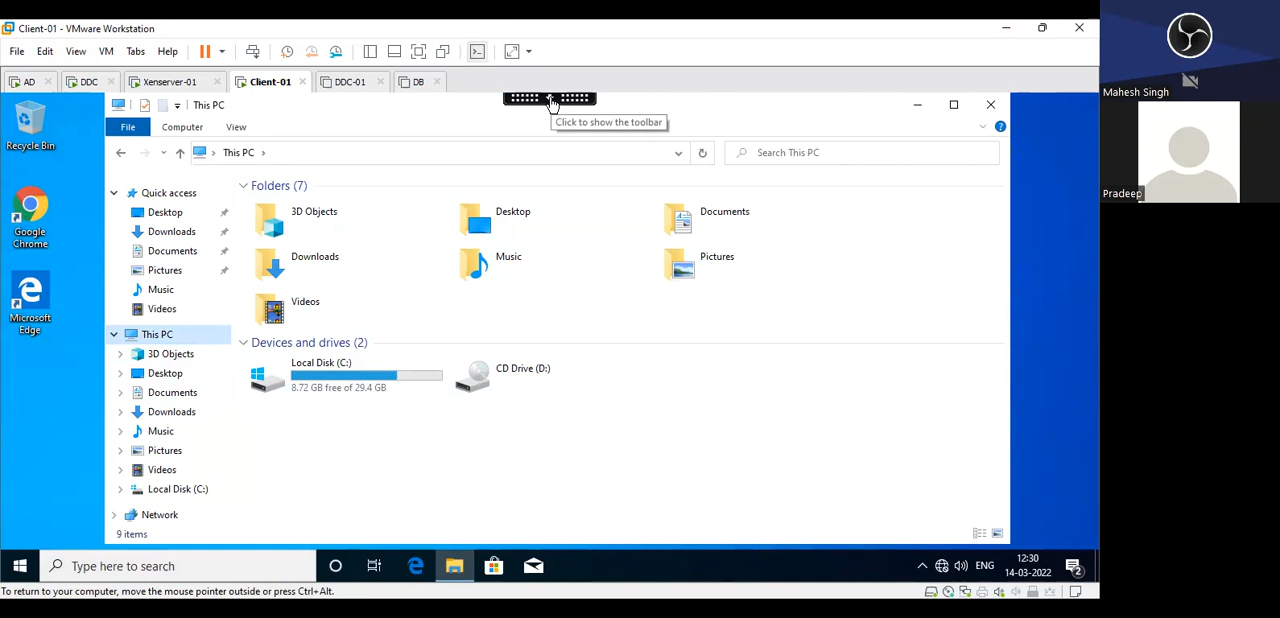 Client-01 - VMware Workstation
File Edit View VM Tabs Help
AD DDC Xenserver-01 Client-01 DDC-01 DB
Mahesh Singh
Pradeep
Recycle Bin
Google
Chrome
Microsoft
Edge
This PC
Click to show the toolbar
File Computer View
This PC
Search This PC
Quick access
Desktop
Downloads
Documents
Pictures
Music
Videos
This PC
3D Objects
Desktop
Documents
Downloads
Music
Pictures
Videos
Local Disk (C:)
Network
Folders (7)
3D Objects Desktop Documents
Downloads Music Pictures
Videos
Devices and drives (2)
Local Disk (C:)
8.72 GB free of 29.4 GB
CD Drive (D:)
9 items
Type here to search
ENG
12:30
14-03-2022
2
To return to your computer, move the mouse pointer outside or press Ctrl+Alt.